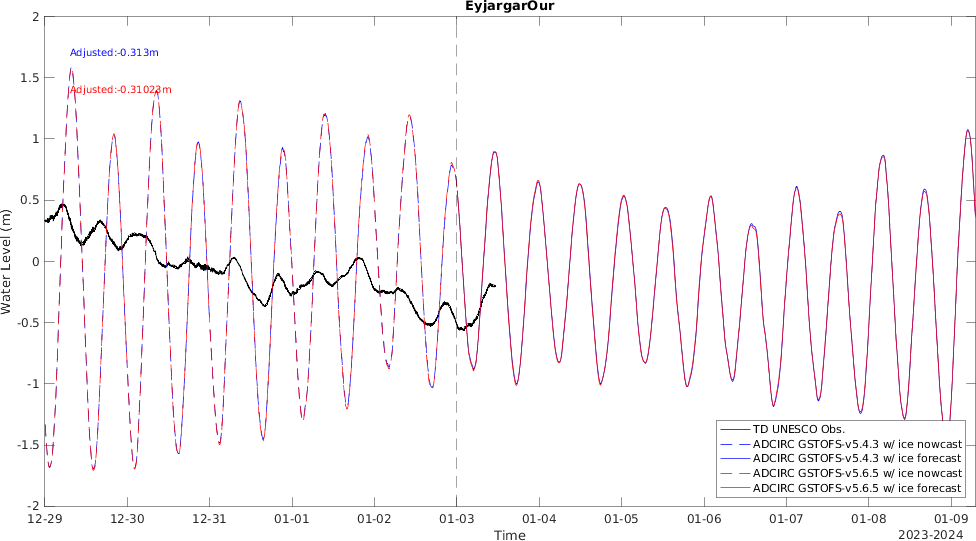 EyjargarOur
2
1.5
1
0.5
0
-0.5
-1
-1.5
-2
Water Level (m)
Adjusted:-0.313m
Adjusted:-0.31023m
TD UNESCO Obs.
ADCIRC GSTOFS-v5.4.3 w/ ice nowcast
ADCIRC GSTOFS-v5.4.3 w/ ice forecast
ADCIRC GSTOFS-v5.6.5 w/ ice nowcast
ADCIRC GSTOFS-v5.6.5 w/ ice forecast
12-29 12-30 12-31 01-01 01-02 01-03 01-04 01-05 01-06 01-07 01-08 01-09
Time
2023-2024